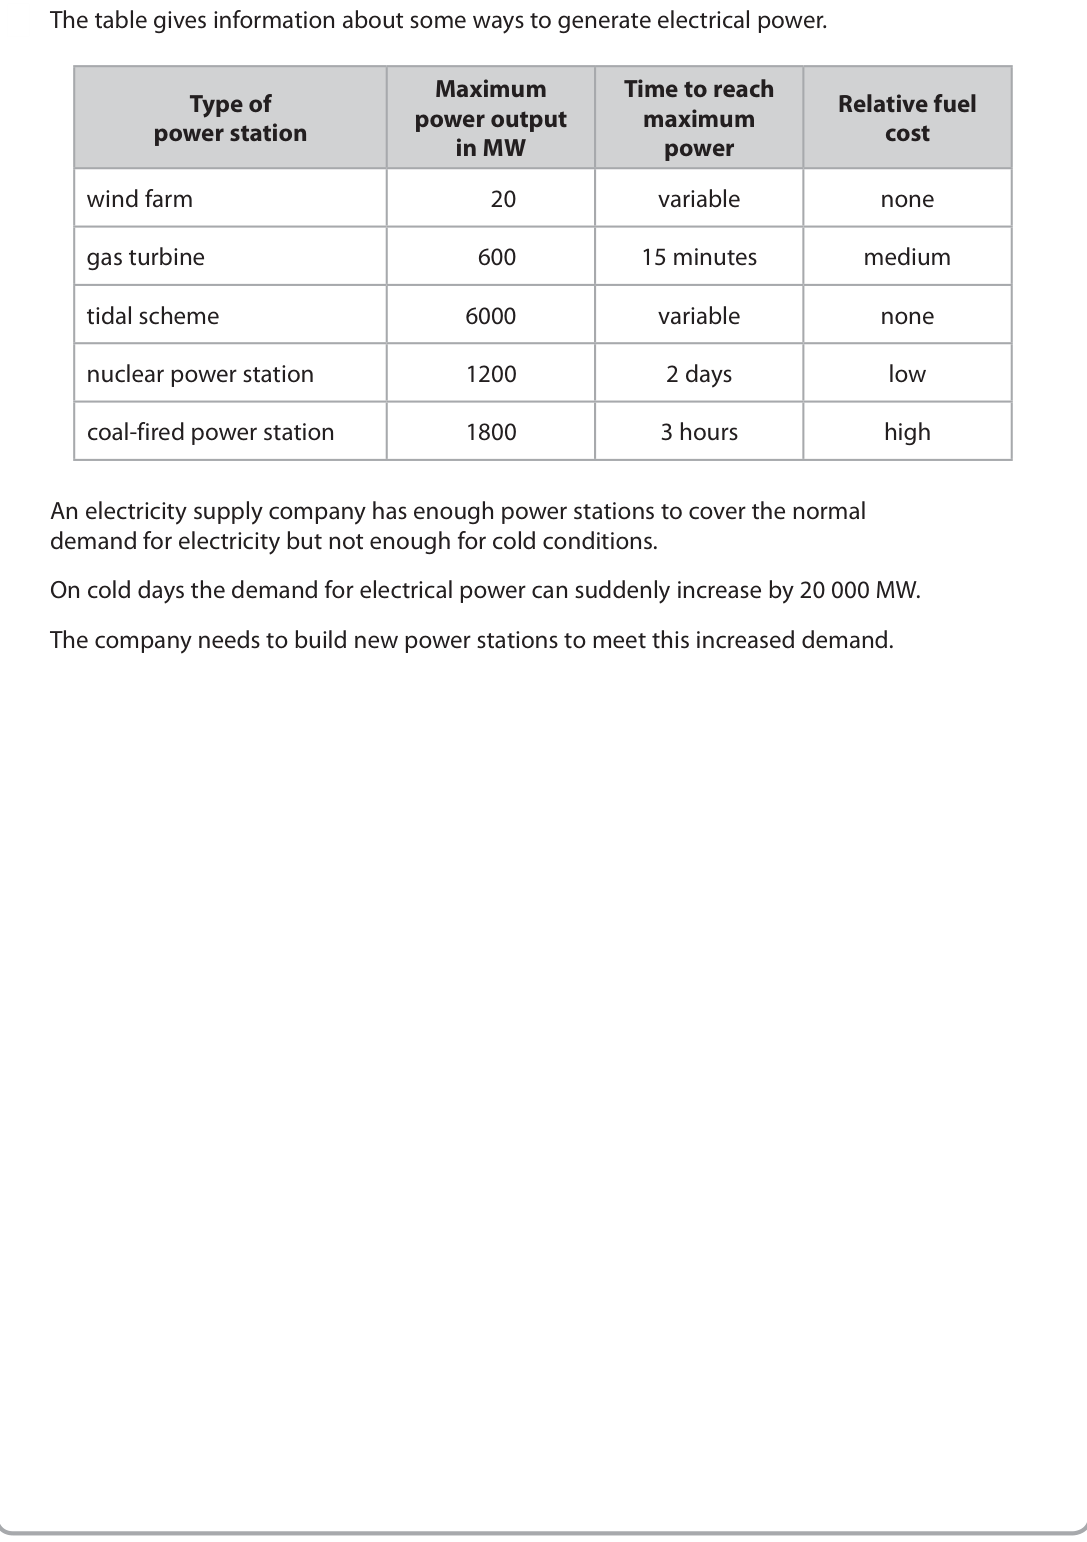 The table gives information about some ways to generate electrical power.
Type of
power station
Maximum
power output
in MW
Time to reach
maximum
power
Relative fuel
cost
wind farm 20 variable none
gas turbine 600 15 minutes medium
tidal scheme 6000 variable none
nuclear power station 1200 2 days low
coal-fired power station 1800 3 hours high
An electricity supply company has enough power stations to cover the normal
demand for electricity but not enough for cold conditions.
On cold days the demand for electrical power can suddenly increase by 20 000 MW.
The company needs to build new power stations to meet this increased demand.